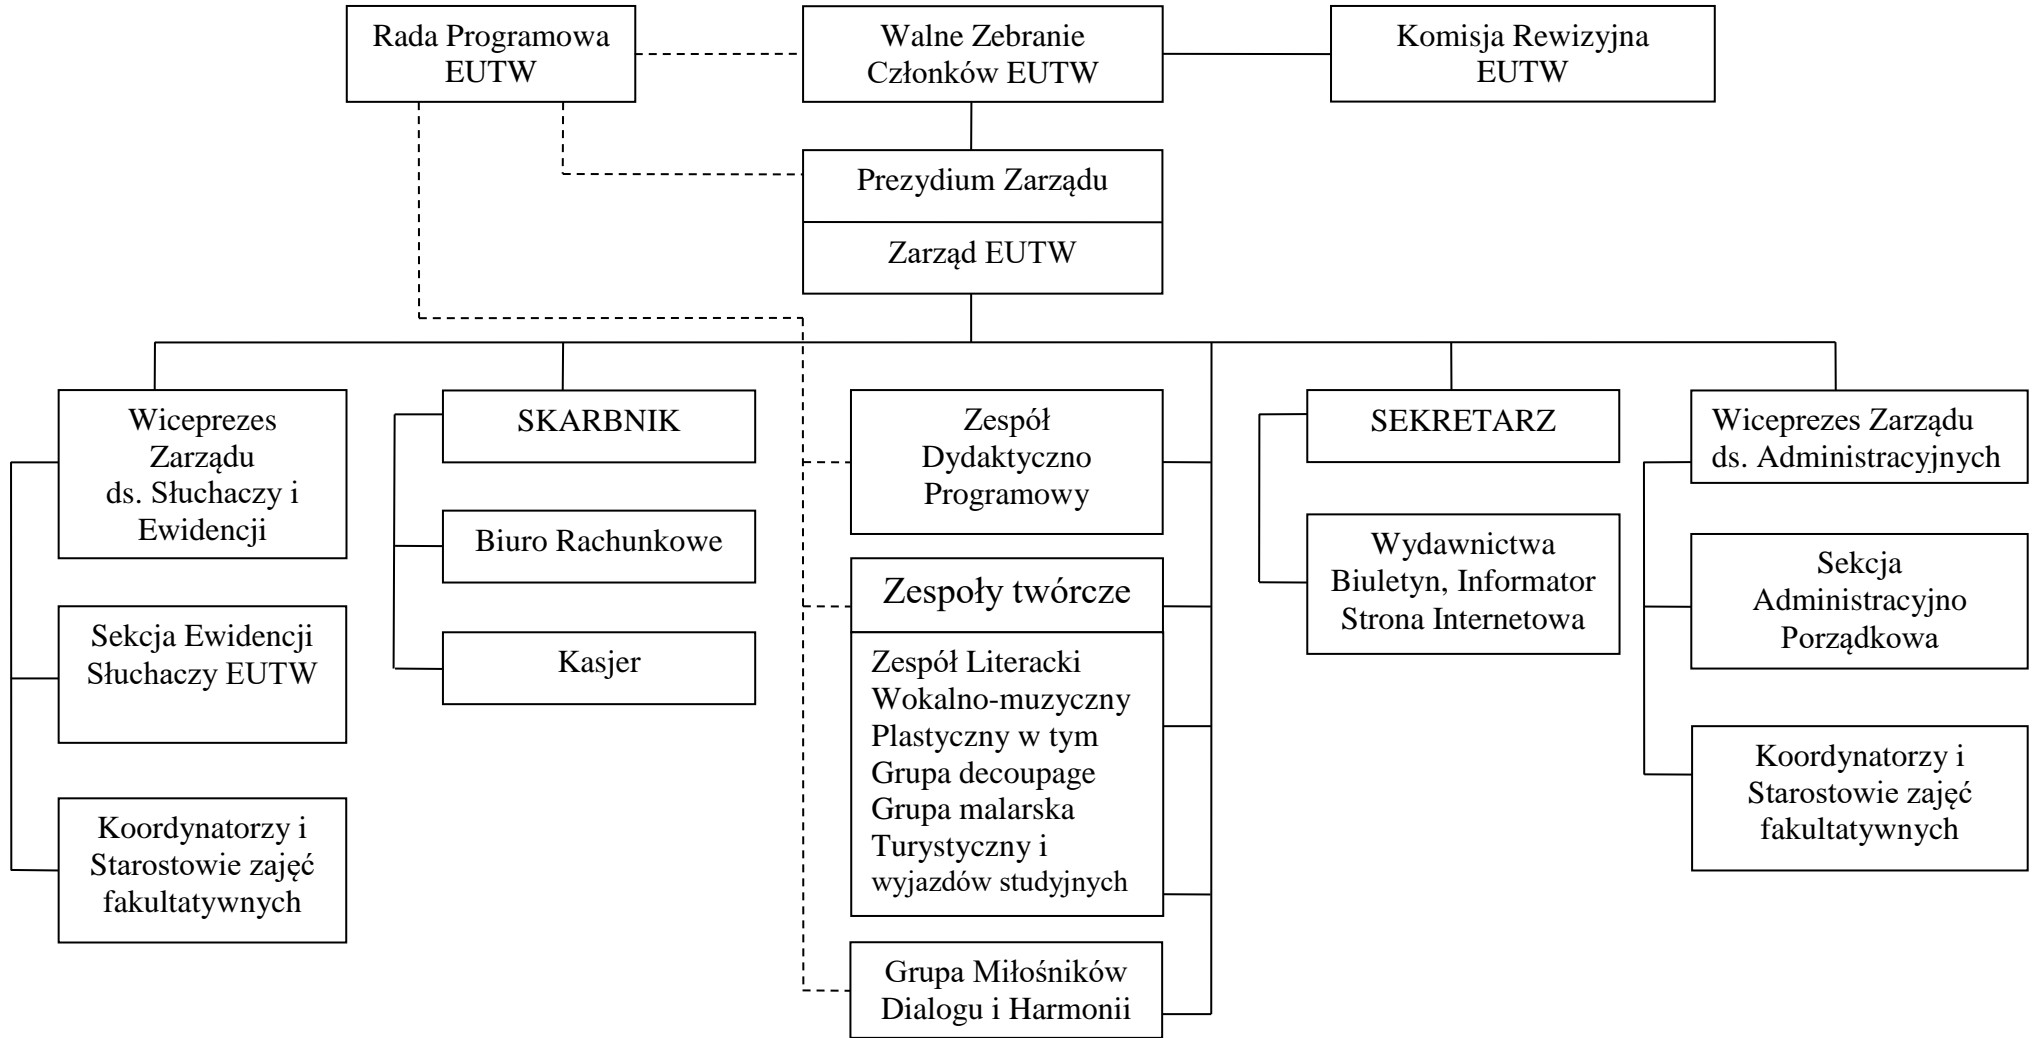 Rada Programowa
EUTW
Walne Zebranie
Członków EUTW
Komisja Rewizyjna
EUTW
Prezydium Zarządu
Zarząd EUTW
Wiceprezes
Zarządu
ds. Słuchaczy i
Ewidencji
Sekcja Ewidencji
Słuchaczy EUTW
Koordynatorzy i
Starostowie zajęć
fakultatywnych
SKARBNIK
Biuro Rachunkowe
Kasjer
Zespół
Dydaktyczno
Programowy
Zespoły twórcze
Zespół Literacki
Wokalno-muzyczny
Plastyczny w tym
Grupa decoupage
Grupa malarska
Turystyczny i
wyjazdów studyjnych
Grupa Miłośników
Dialogu i Harmonii
SEKRETARZ
Wydawnictwa
Biuletyn, Informator
Strona Internetowa
Wiceprezes Zarządu
ds. Administracyjnych
Sekcja
Administracyjno
Porządkowa
Koordynatorzy i
Starostowie zajęć
fakultatywnych